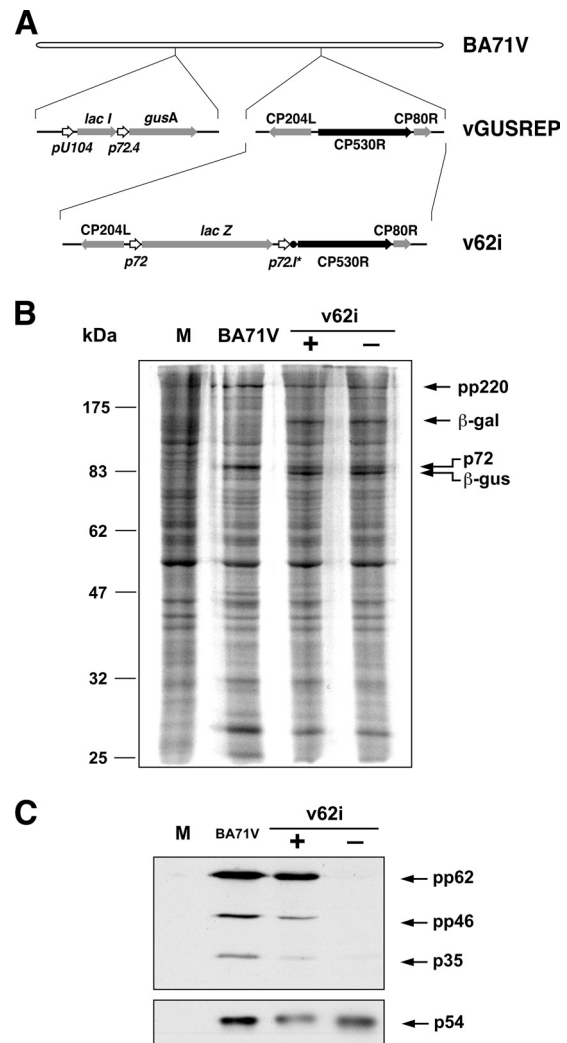 A
BA71V
lac I gusA
pU104 p72.4
CP204L CP80R
CP530R
vGUSREP
CP204L lac Z CP80R
p72 p72.I* CP530R
v62i
B
v62i
kDa M BA71V + –
pp220
175
β-gal
p72
83
β-gus
62
47
32
25
C
v62i
M BA71V + –
pp62
pp46
p35
p54